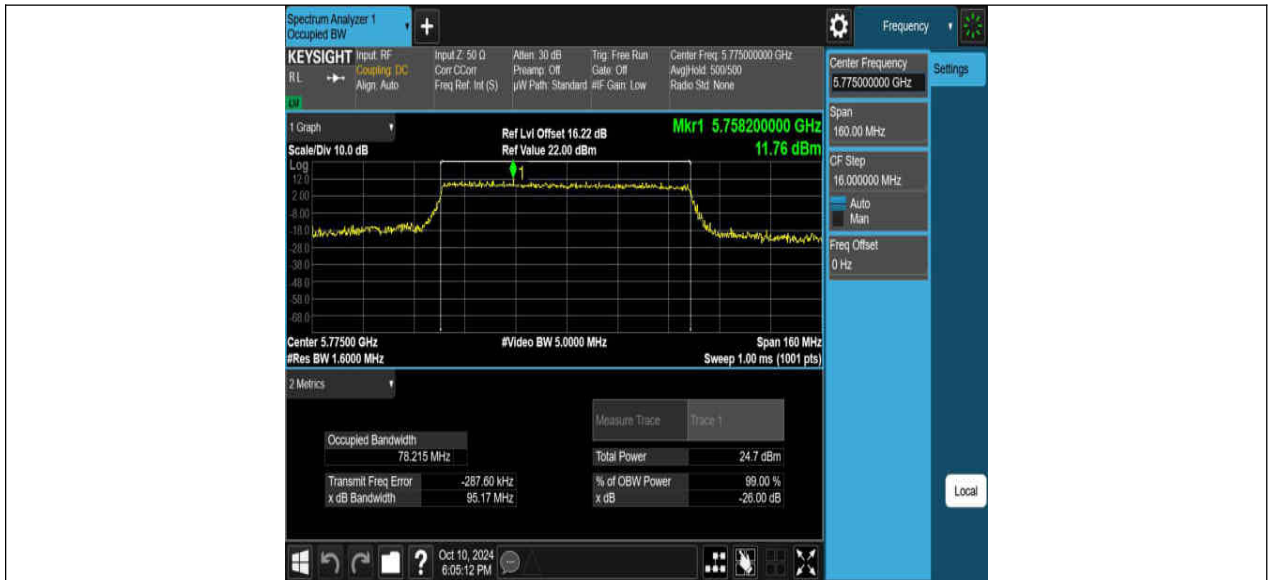 Spectrum Analyzer 1
Occupied BW
+
Frequency
KEYSIGHT
RL
Input: RF
Coupling: DC
Align: Auto
Input Z: 50 Ω
Corr CCorr
Freq Ref: Int (S)
Atten: 30 dB
Preamp: Off
µW Path: Standard
Trig: Free Run
Gate: Off
#IF Gain: Low
Center Freq: 5.775000000 GHz
Avg|Hold: 500/500
Radio Std: None
1 Graph
Scale/Div 10.0 dB
Ref Lvl Offset 16.22 dB
Ref Value 22.00 dBm
Mkr1 5.758200000 GHz
11.76 dBm
Log
1
12.0
2.00
-8.00
-18.0
-28.0
-38.0
-48.0
-58.0
-68.0
Center 5.77500 GHz
#Video BW 5.0000 MHz
Span 160 MHz
#Res BW 1.6000 MHz
Sweep 1.00 ms (1001 pts)
2 Metrics
Measure Trace
Trace 1
Occupied Bandwidth
78.215 MHz
Total Power
24.7 dBm
Transmit Freq Error
-287.60 kHz
% of OBW Power
99.00 %
x dB Bandwidth
95.17 MHz
x dB
-26.00 dB
Center Frequency
5.775000000 GHz
Settings
Span
160.00 MHz
CF Step
16.000000 MHz
Auto
Man
Freq Offset
0 Hz
Local
?
Oct 10, 2024
6:05:12 PM